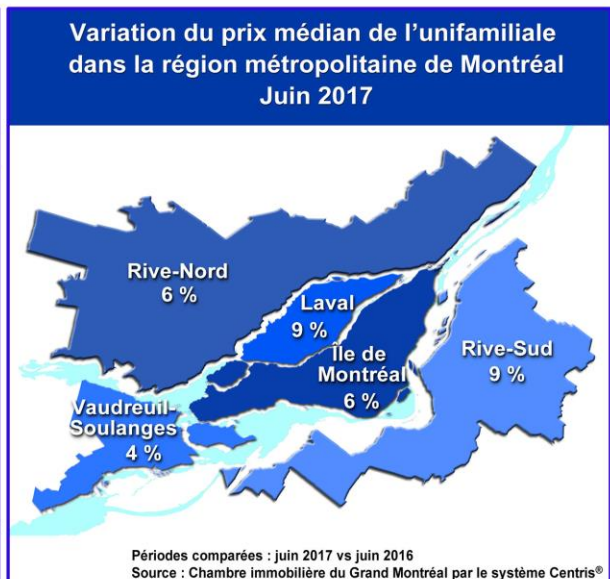 Variation du prix médian de l'unifamiliale
dans la région métropolitaine de Montréal
Juin 2017
Rive-Nord
6 %
Laval
9 %
Île de
Montréal
6 %
Rive-Sud
9 %
Vaudreuil-
Soulanges
4 %
Périodes comparées : juin 2017 vs juin 2016
Source : Chambre immobilière du Grand Montréal par le système Centris®